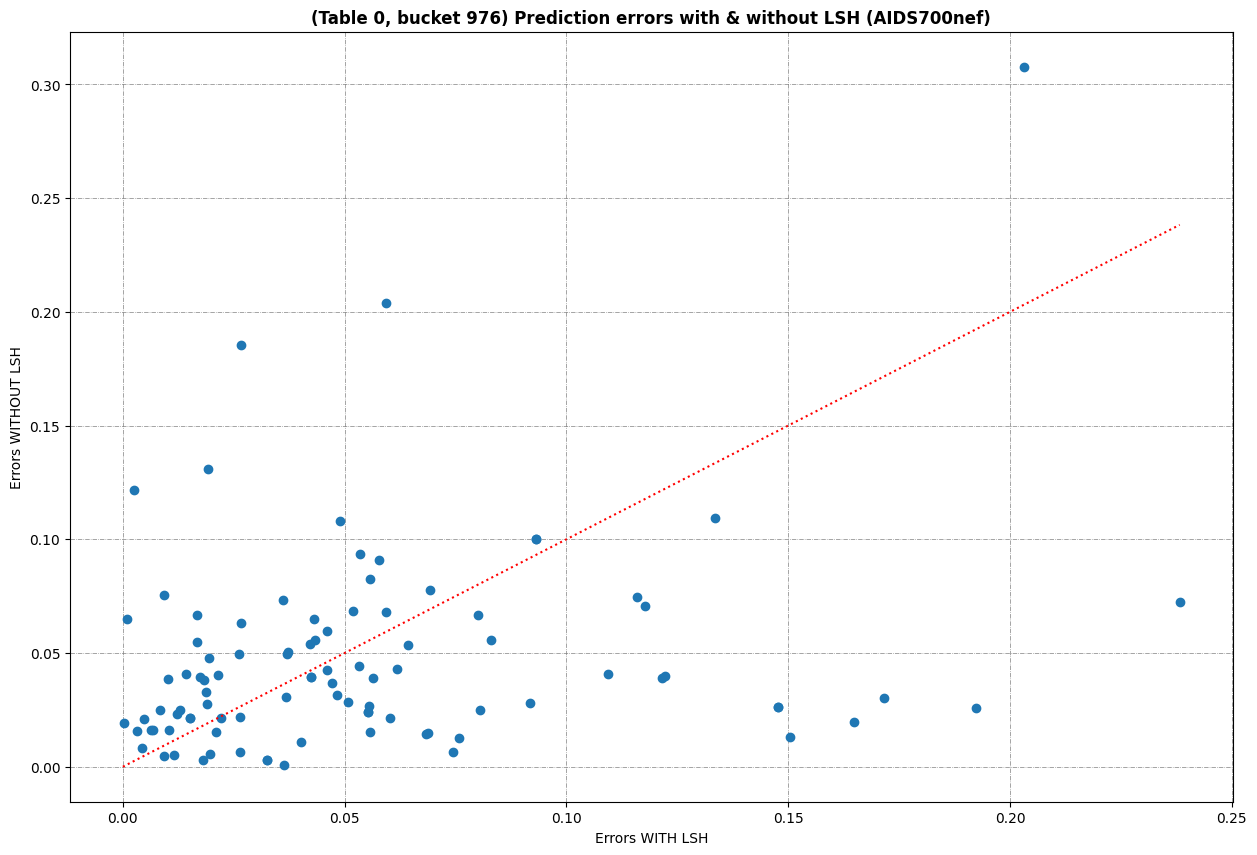 (Table 0, bucket 976) Prediction errors with & without LSH (AIDS700nef)
0.30
0.25
0.20
0.15
0.10
0.05
0.00
Errors WITHOUT LSH
0.00 0.05 0.10 0.15 0.20 0.25
Errors WITH LSH